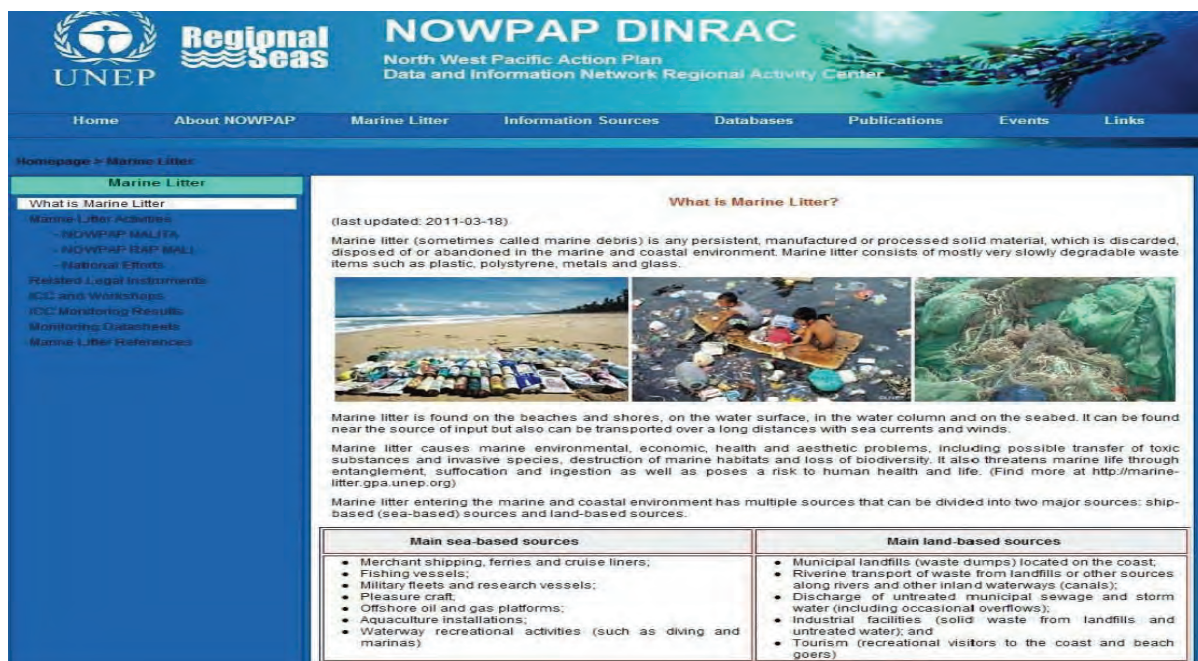 UNEP
Regional
Seas
NOWPAP DINRAC
North West Pacific Action Plan
Data and Information Network Regional Activity Center
Home About NOWPAP Marine Litter Information Sources Databases Publications Events Links
Homepage > Marine Litter
Marine Litter
What is Marine Litter
Marine Litter Activities
- NOWPAP MALITA
- NOWPAP RAP MALI
- National Efforts
Related Legal Instruments
ICC and Workshops
ICC Monitoring Results
Monitoring Datasheets
Marine Litter References
What is Marine Litter?
(last updated: 2011-03-18)
Marine litter (sometimes called marine debris) is any persistent, manufactured or processed solid material, which is discarded,
disposed of or abandoned in the marine and coastal environment. Marine litter consists of mostly very slowly degradable waste
items such as plastic, polystyrene, metals and glass.
Marine litter is found on the beaches and shores, on the water surface, in the water column and on the seabed. It can be found
near the source of input but also can be transported over a long distances with sea currents and winds.
Marine litter causes marine environmental, economic, health and aesthetic problems, including possible transfer of toxic
substances and invasive species, destruction of marine habitats and loss of biodiversity. It also threatens marine life through
entanglement, suffocation and ingestion as well as poses a risk to human health and life. (Find more at http://marine-
litter.gpa.unep.org)
Marine litter entering the marine and coastal environment has multiple sources that can be divided into two major sources: ship-
based (sea-based) sources and land-based sources.
Main sea-based sources
• Merchant shipping, ferries and cruise liners;
• Fishing vessels;
• Military fleets and research vessels;
• Pleasure craft;
• Offshore oil and gas platforms;
• Aquaculture installations;
• Waterway recreational activities (such as diving and
marinas)
Main land-based sources
• Municipal landfills (waste dumps) located on the coast;
• Riverine transport of waste from landfills or other sources
along rivers and other inland waterways (canals);
• Discharge of untreated municipal sewage and storm
water (including occasional overflows);
• Industrial facilities (solid waste from landfills and
untreated water); and
• Tourism (recreational visitors to the coast and beach
goers)